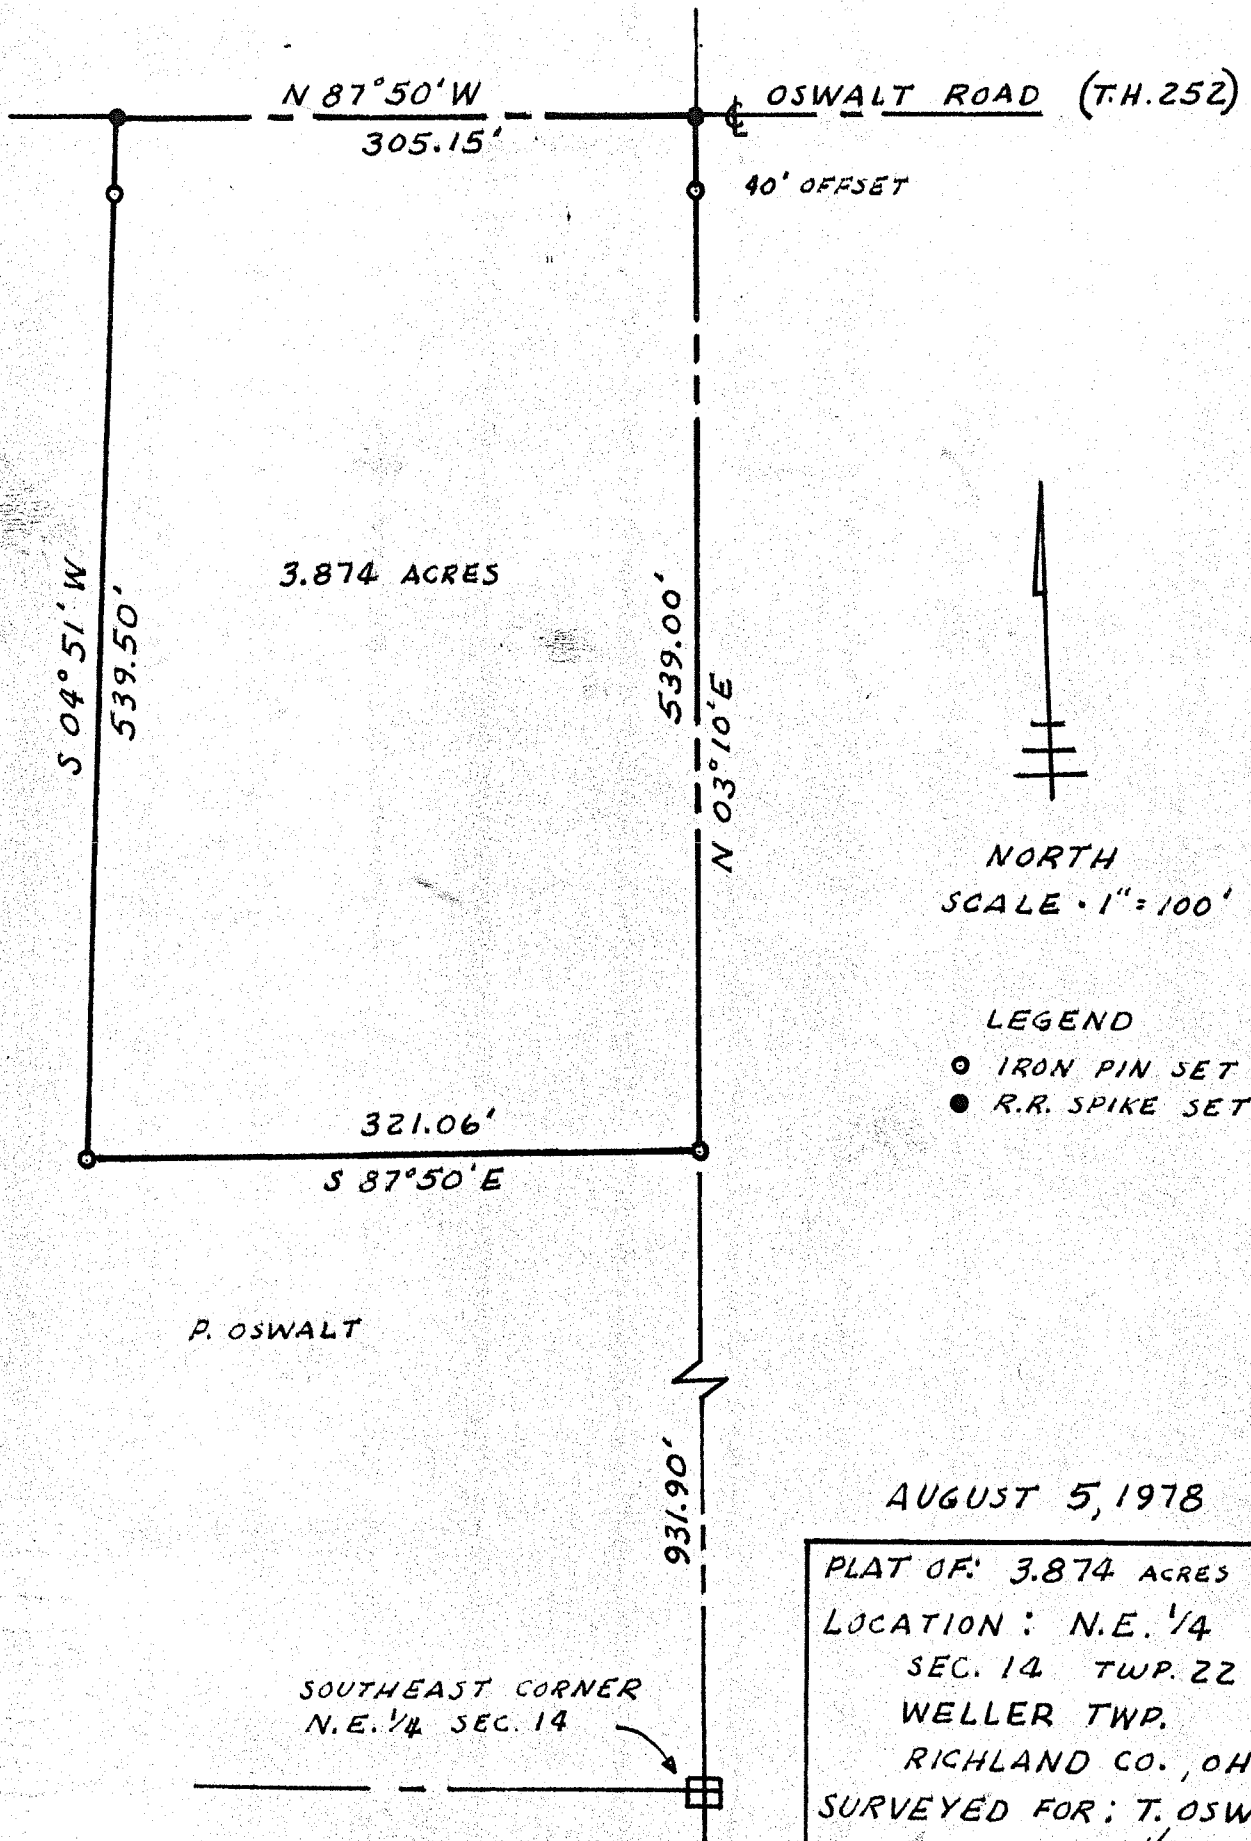 N 87°50'W
305.15'
℄ OSWALT ROAD (T.H. 252)
40' OFFSET
3.874 ACRES
S 04°51'W
539.50'
539.00'
N 03°10'E
NORTH
SCALE · 1" = 100'
LEGEND
IRON PIN SET
R.R. SPIKE SET
321.06'
S 87°50'E
P. OSWALT
931.90'
AUGUST 5, 1978
PLAT OF: 3.874 ACRES
LOCATION : N.E. 1/4
SEC. 14 TWP. 22
WELLER TWP.
RICHLAND CO., OH
SURVEYED FOR : T. OSW
SOUTHEAST CORNER
N.E. 1/4 SEC. 14